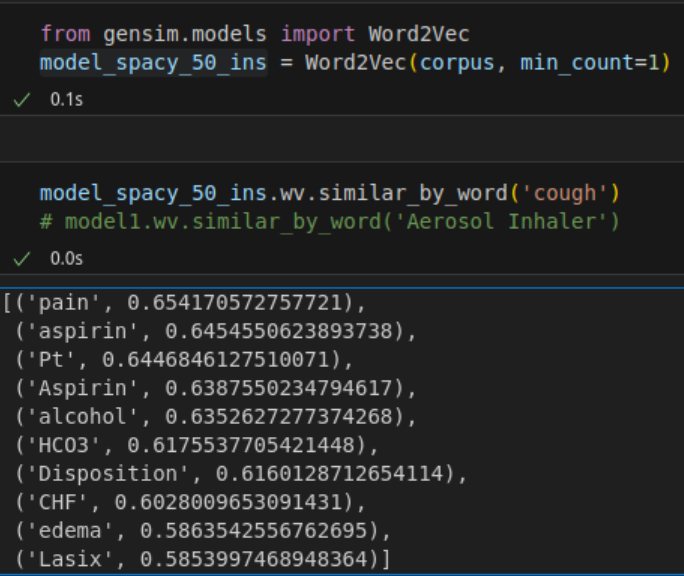 from gensim.models import Word2Vec
model_spacy_50_ins = Word2Vec(corpus, min_count=1)
✓ 0.1s
model_spacy_50_ins.wv.similar_by_word('cough')
# model1.wv.similar_by_word('Aerosol Inhaler')
✓ 0.0s
[('pain', 0.654170572757721),
('aspirin', 0.6454550623893738),
('Pt', 0.6446846127510071),
('Aspirin', 0.6387550234794617),
('alcohol', 0.6352627277374268),
('HCO3', 0.6175537705421448),
('Disposition', 0.6160128712654114),
('CHF', 0.6028009653091431),
('edema', 0.5863542556762695),
('Lasix', 0.5853997468948364)]